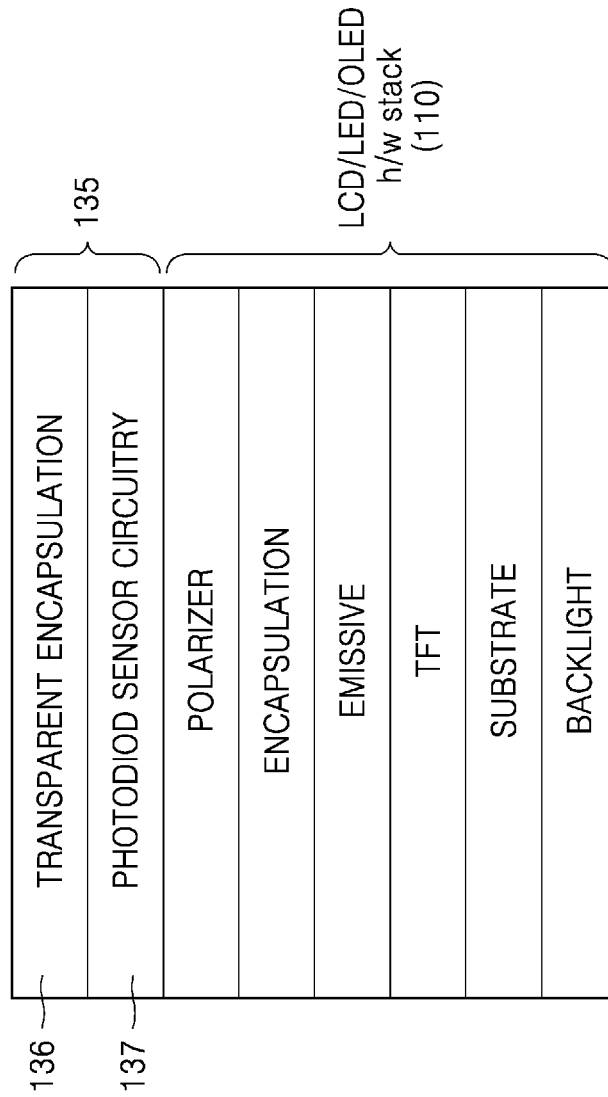 136
TRANSPARENT ENCAPSULATION
135
137
PHOTODIOD SENSOR CIRCUITRY
POLARIZER
ENCAPSULATION
EMISSIVE
TFT
SUBSTRATE
BACKLIGHT
LCD/LED/OLED
h/w stack
(110)